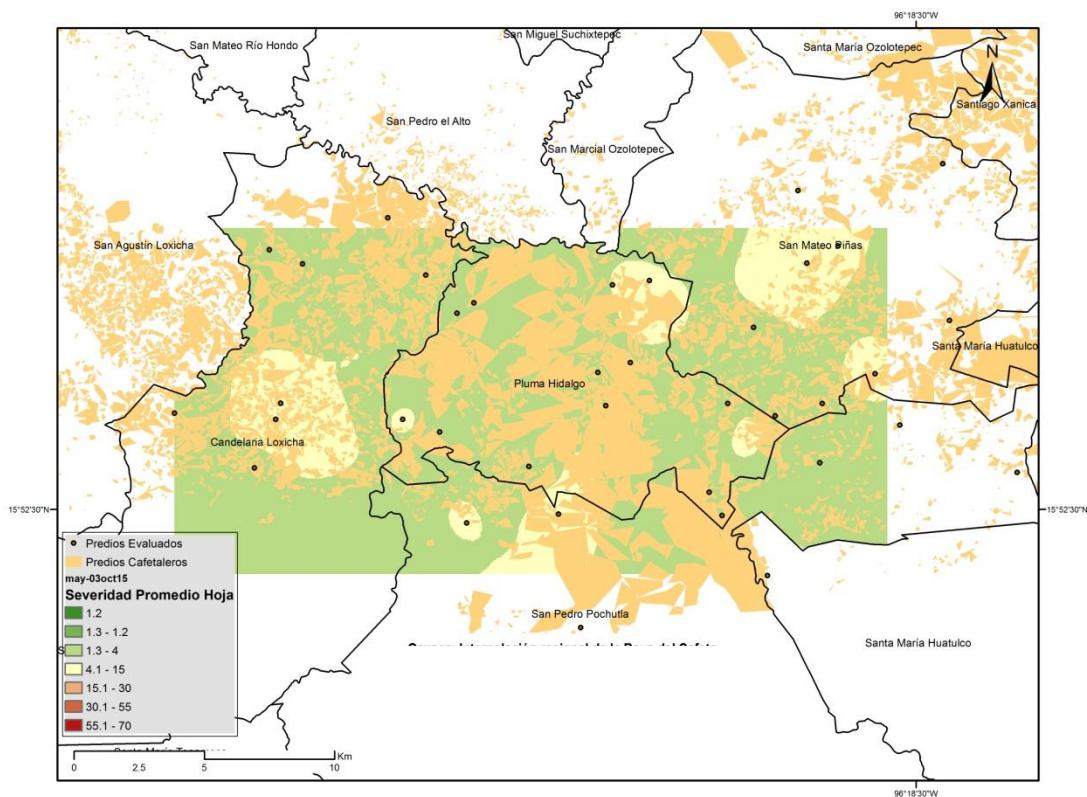 96°18'30"W
San Miguel Suchixtepec
San Mateo Río Hondo
Santa María Ozolotepec
N
Santiago Xanica
San Pedro el Alto
San Marcial Ozolotepec
San Agustín Loxicha
San Mateo Piñas
Santa María Huatulco
Pluma Hidalgo
Candelaria Loxicha
15°52'30"N
15°52'30"N
Predios Evaluados
Predios Cafetaleros
may-03oct15
Severidad Promedio Hoja
1.2
1.3 - 1.2
1.3 - 4
4.1 - 15
15.1 - 30
30.1 - 55
55.1 - 70
San Pedro Pochutla
Santa María Huatulco
Km
0 2.5 5 10
96°18'30"W